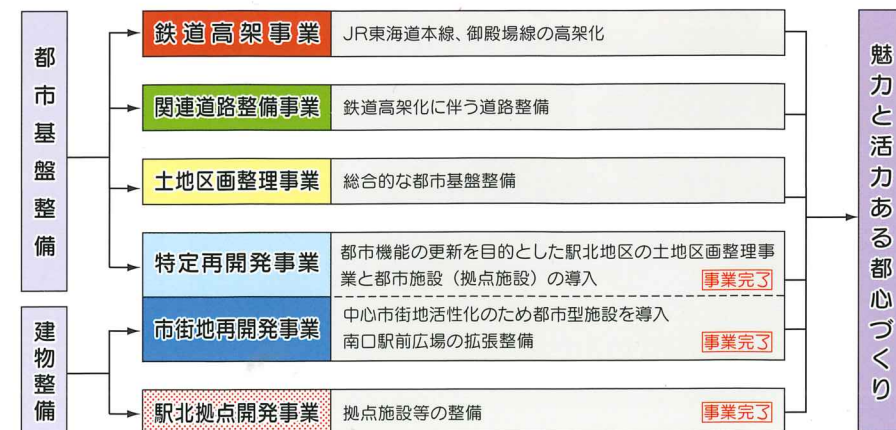 都市基盤整備
鉄道高架事業
JR東海道本線、御殿場線の高架化
関連道路整備事業
鉄道高架化に伴う道路整備
土地区画整理事業
総合的な都市基盤整備
特定再開発事業
都市機能の更新を目的とした駅北地区の土地区画整理事
業と都市施設（拠点施設）の導入
事業完了
建物整備
市街地再開発事業
中心市街地活性化のため都市型施設を導入
南口駅前広場の拡張整備
事業完了
駅北拠点開発事業
拠点施設等の整備
事業完了
魅力と活力ある都心づくり